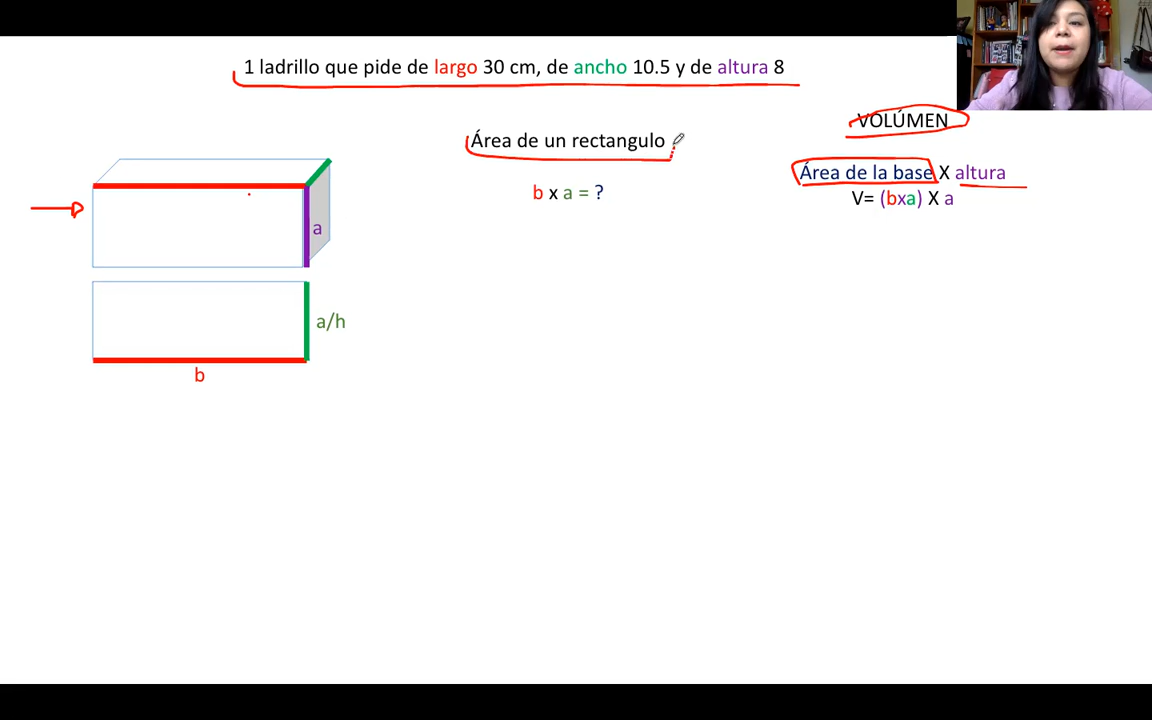 1 ladrillo que pide de largo 30 cm, de ancho 10.5 y de altura 8
VOLÚMEN
Área de un rectangulo
Área de la base X altura
b x a = ?
V= (bxa) X a
a
a/h
b